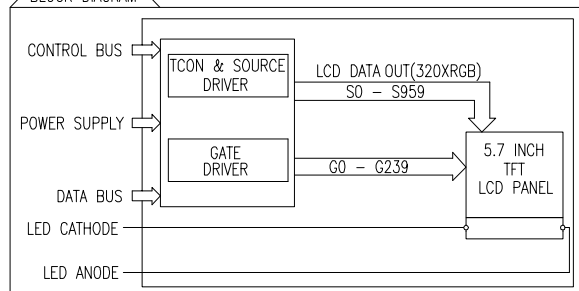 BLOCK DIAGRAM
CONTROL BUS
TCON & SOURCE
DRIVER
LCD DATA OUT(320XRGB)
S0 - S959
POWER SUPPLY
GATE
DRIVER
G0 - G239
5.7 INCH
TFT
LCD PANEL
DATA BUS
LED CATHODE
LED ANODE